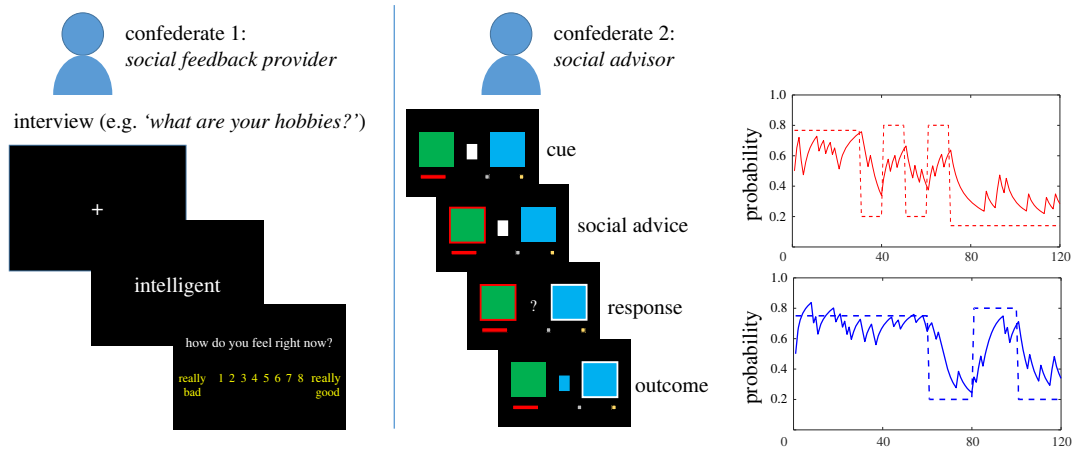 confederate 1:
social feedback provider
interview (e.g. ‘what are your hobbies?’)
+
intelligent
how do you feel right now?
really bad 1 2 3 4 5 6 7 8 really good
confederate 2:
social advisor
cue
social advice
?
response
outcome
1.0
0.8
0.6
0.4
0.2
probability
0 40 80 120
1.0
0.8
0.6
0.4
0.2
probability
0 40 80 120